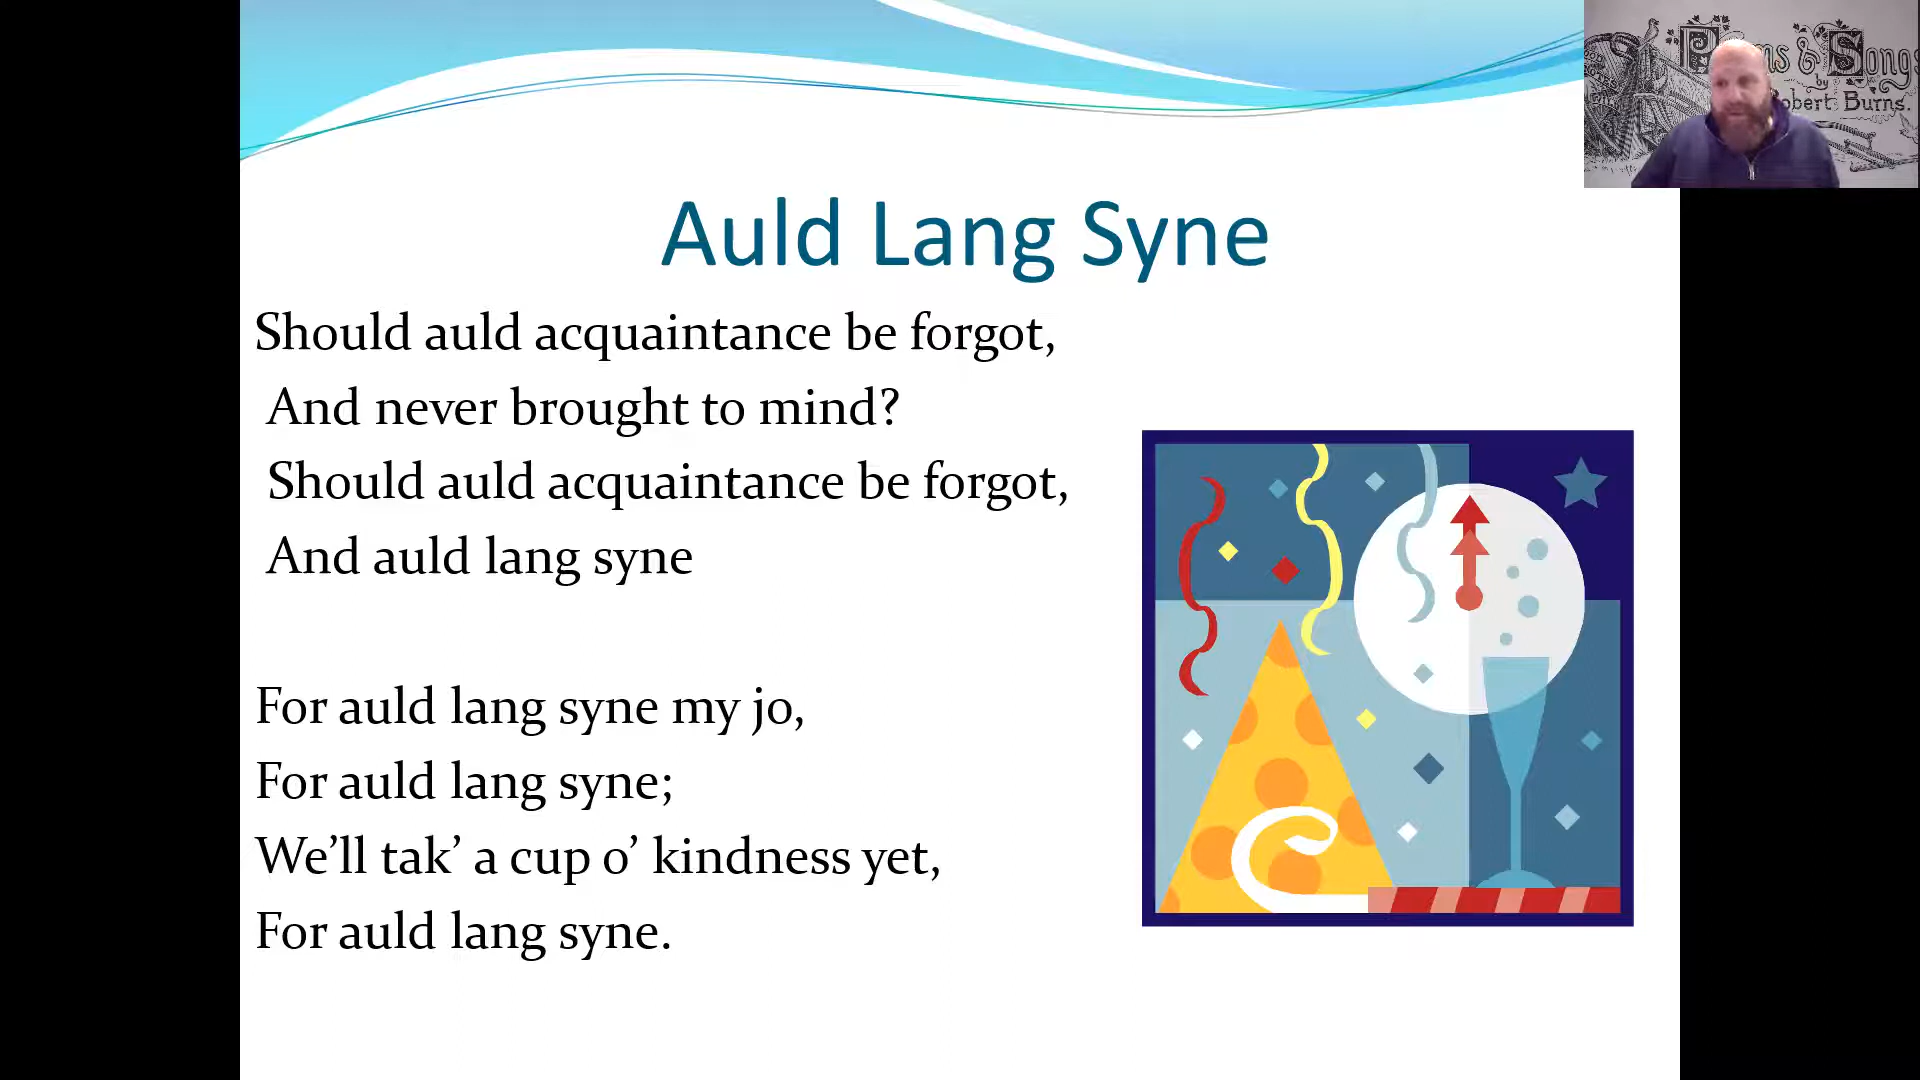 Auld Lang Syne
Should auld acquaintance be forgot,
And never brought to mind?
Should auld acquaintance be forgot,
And auld lang syne
For auld lang syne my jo,
For auld lang syne;
We’ll tak’ a cup o’ kindness yet,
For auld lang syne.
& Songs
by
Burns.